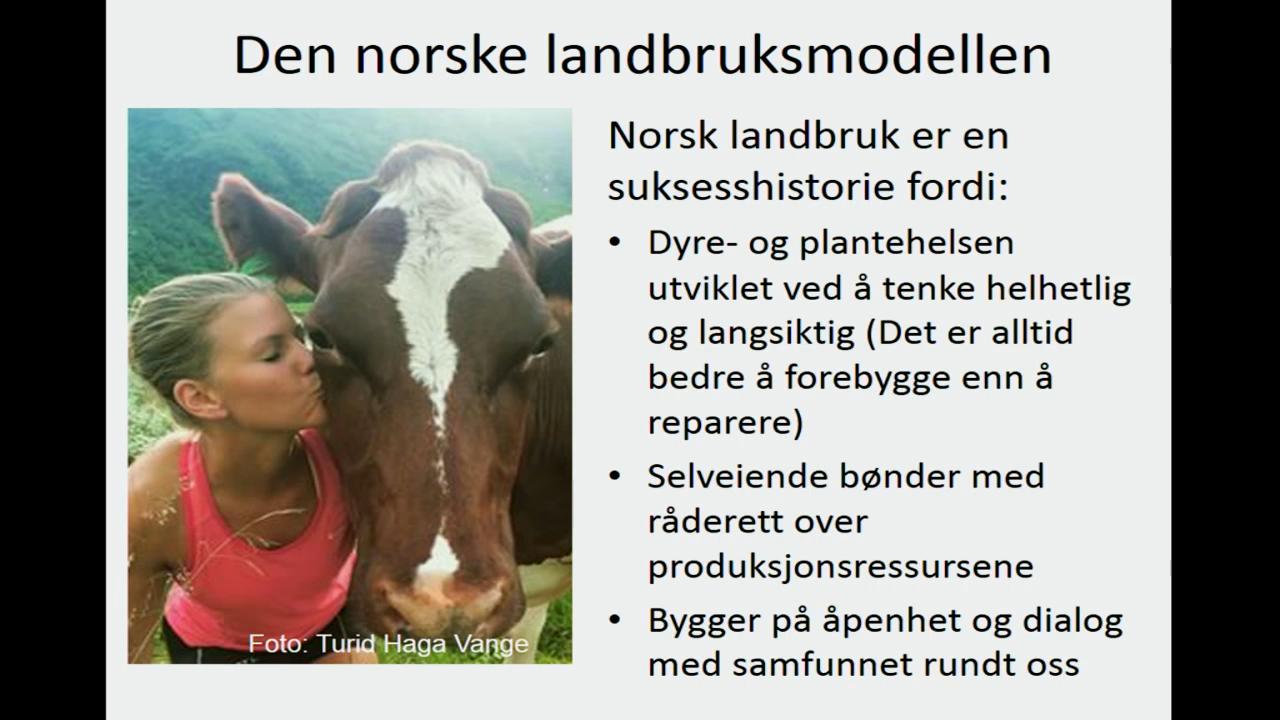 Den norske landbruksmodellen
Norsk landbruk er en
suksesshistorie fordi:
• Dyre- og plantehelsen
utviklet ved å tenke helhetlig
og langsiktig (Det er alltid
bedre å forebygge enn å
reparere)
• Selveiende bønder med
råderett over
produksjonsressursene
• Bygger på åpenhet og dialog
med samfunnet rundt oss
Foto: Turid Haga Vange